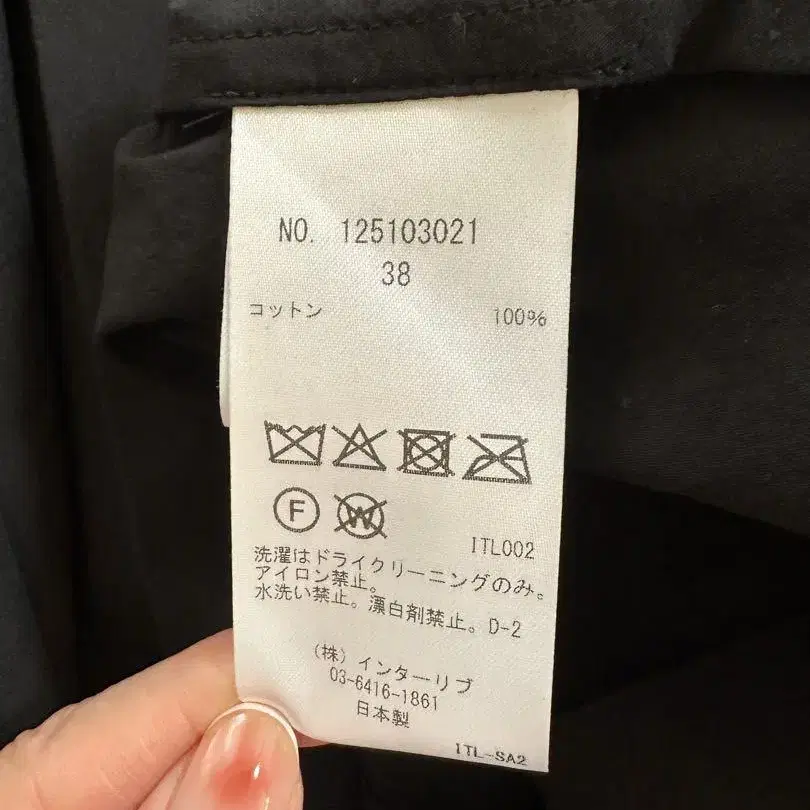 NO. 125103021
38
コットン 100%
F W
ITL002
洗濯はドライクリーニングのみ。
アイロン禁止。
水洗い禁止。漂白剤禁止。D-2
(株) インターリブ
03-6416-1861
日本製
ITL-SA2